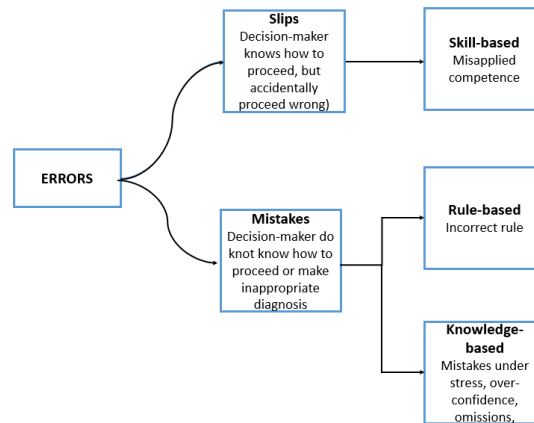 Slips
Decision-maker
knows how to
proceed, but
accidentally
proceed wrong)
Skill-based
Misapplied
competence
ERRORS
Mistakes
Decision-maker do
knot know how to
proceed or make
inappropriate
diagnosis
Rule-based
Incorrect rule
Knowledge-
based
Mistakes under
stress, over-
confidence,
omissions,